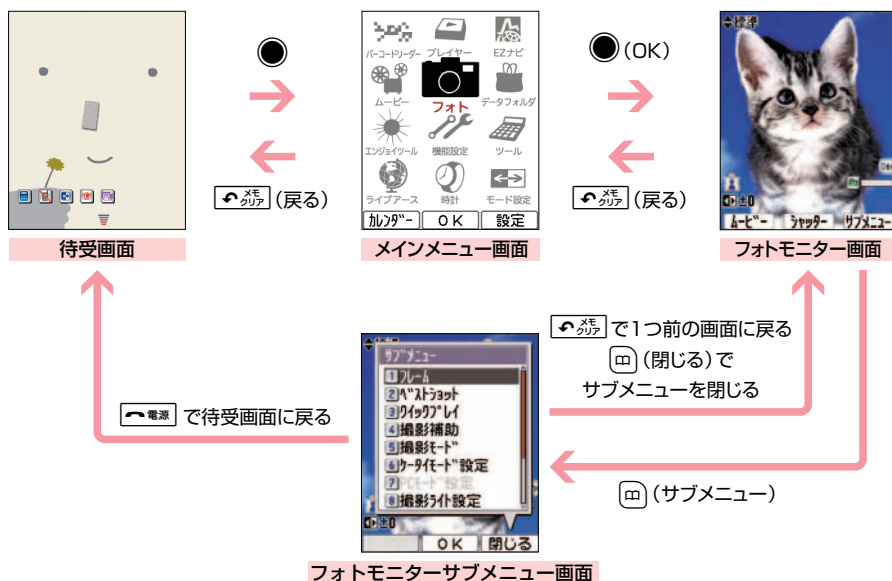 バーコードリーダー プレイヤー EZナビ
ムービー フォト データフォルダ
エンジョイツール 機能設定 ツール
ライブアース 時計 モード設定
カレンダー OK 設定
(OK)
標準
±0
ムービー シャッター サブメニュー
メモ
クリア (戻る)
メモ
クリア (戻る)
待受画面
メインメニュー画面
フォトモニター画面
メモ
クリア で1つ前の画面に戻る
(閉じる)で
サブメニューを閉じる
電源 で待受画面に戻る
サブメニュー
1 フレーム
2 ベストショット
3 クイックプレイ
4 撮影補助
5 撮影モード
6 ケータイモード設定
7 PCモード設定
8 撮影ライト設定
±0
OK 閉じる
(サブメニュー)
フォトモニターサブメニュー画面